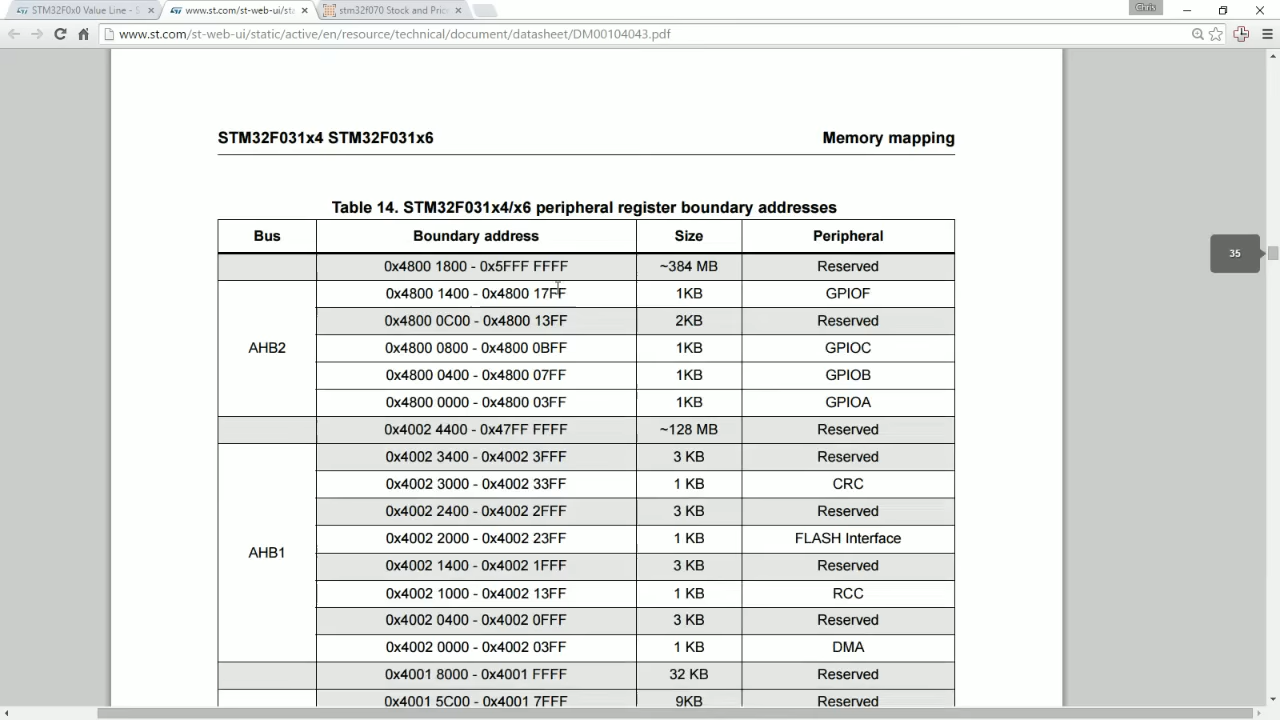 STM32F0x0 Value Line - S
www.st.com/st-web-ui/sta
stm32f070 Stock and Pric
Chris
www.st.com/st-web-ui/static/active/en/resource/technical/document/datasheet/DM00104043.pdf
STM32F031x4 STM32F031x6 Memory mapping
Table 14. STM32F031x4/x6 peripheral register boundary addresses
Bus Boundary address Size Peripheral
0x4800 1800 - 0x5FFF FFFF ~384 MB Reserved
0x4800 1400 - 0x4800 17FF 1KB GPIOF
0x4800 0C00 - 0x4800 13FF 2KB Reserved
AHB2 0x4800 0800 - 0x4800 0BFF 1KB GPIOC
0x4800 0400 - 0x4800 07FF 1KB GPIOB
0x4800 0000 - 0x4800 03FF 1KB GPIOA
0x4002 4400 - 0x47FF FFFF ~128 MB Reserved
0x4002 3400 - 0x4002 3FFF 3 KB Reserved
0x4002 3000 - 0x4002 33FF 1 KB CRC
0x4002 2400 - 0x4002 2FFF 3 KB Reserved
0x4002 2000 - 0x4002 23FF 1 KB FLASH Interface
AHB1 0x4002 1400 - 0x4002 1FFF 3 KB Reserved
0x4002 1000 - 0x4002 13FF 1 KB RCC
0x4002 0400 - 0x4002 0FFF 3 KB Reserved
0x4002 0000 - 0x4002 03FF 1 KB DMA
0x4001 8000 - 0x4001 FFFF 32 KB Reserved
0x4001 5C00 - 0x4001 7FFF 9KB Reserved
35